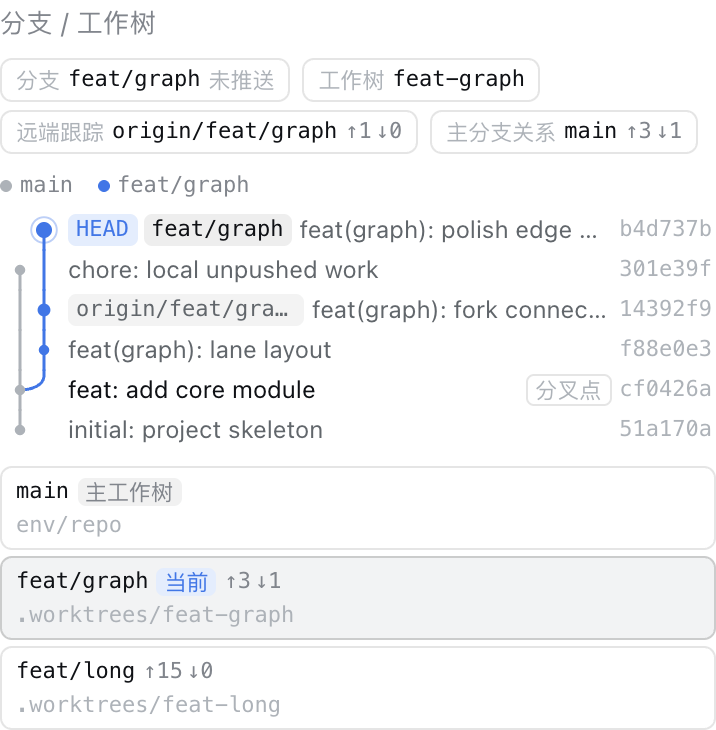 分支 / 工作树
分支 feat/graph 未推送 工作树 feat-graph
远端跟踪 origin/feat/graph ↑1↓0 主分支关系 main ↑3↓1
main feat/graph
HEAD feat/graph feat(graph): polish edge ... b4d737b
chore: local unpushed work 301e39f
origin/feat/gra… feat(graph): fork connec... 14392f9
feat(graph): lane layout f88e0e3
feat: add core module 分叉点 cf0426a
initial: project skeleton 51a170a
main 主工作树
env/repo
feat/graph 当前 ↑3↓1
.worktrees/feat-graph
feat/long ↑15↓0
.worktrees/feat-long